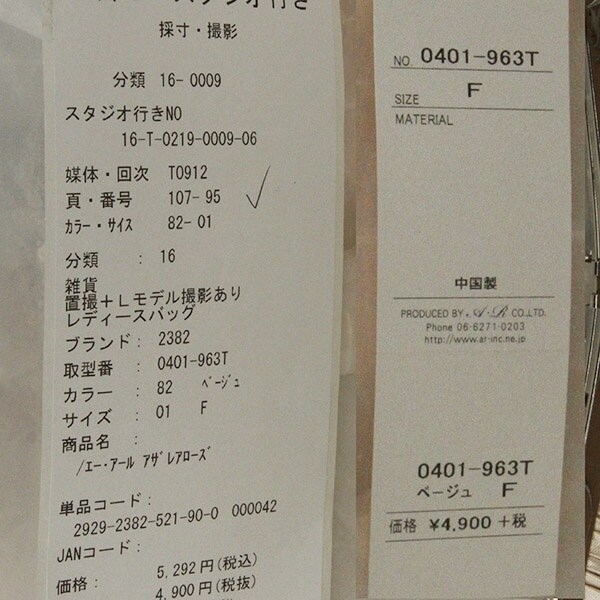 スタジオ行き
採寸・撮影
分類 16-0009
スタジオ行きNO
16-T-0219-0009-06
媒体・回次 T0912
頁・番号 107-95
ｶﾗｰ・ｻｲｽﾞ 82-01
分類 : 16
雑貨
置撮＋Ｌモデル撮影あり
レディースバッグ
ブランド: 2382
取型番 : 0401-963T
カラー : 82 ﾍﾞｰｼﾞｭ
サイズ : 01 F
商品名 :
/ｴｰ･ｱｰﾙ ｱｻﾞﾚｱﾛｰｽﾞ
単品コード:
2929-2382-521-90-0 000042
JANコード:
価格: 5,292円(税込)
4,900円(税抜)
NO. 0401-963T
SIZE F
MATERIAL
中国製
PRODUCED BY A・R CO.,LTD.
Phone 06-6271-0203
http://www.ar-inc.ne.jp
0401-963T
ベージュ F
価格 ¥4,900 +税